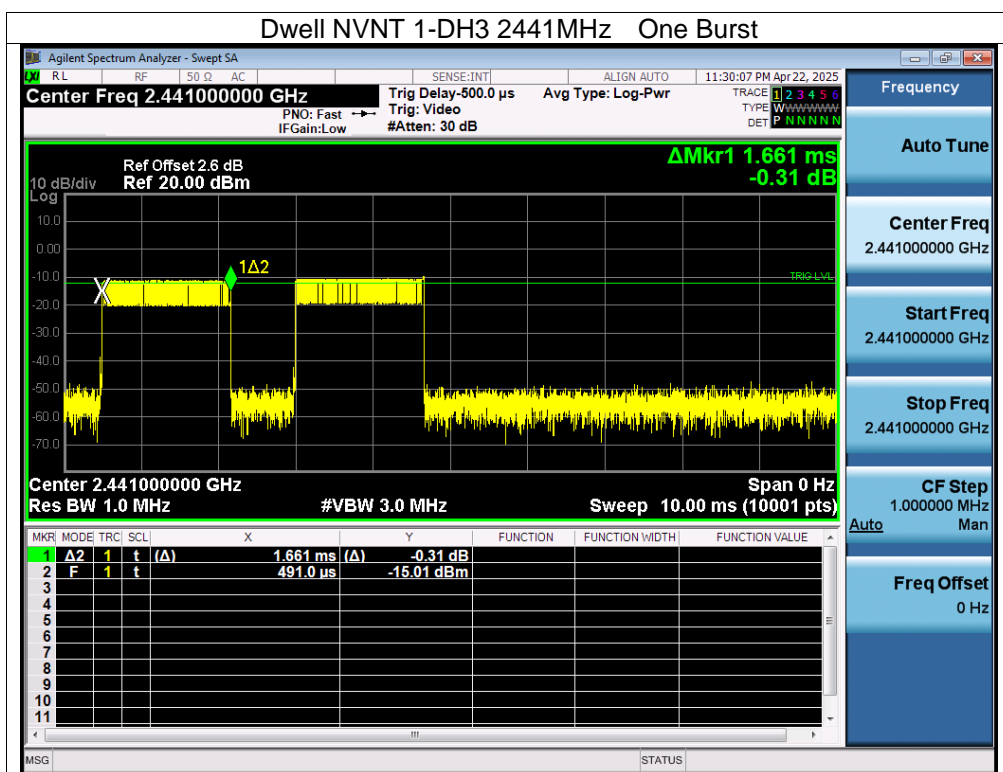 Dwell NVNT 1-DH3 2441MHz One Burst
Agilent Spectrum Analyzer - Swept SA
LXI RL RF 50 Ω AC SENSE:INT ALIGN AUTO 11:30:07 PM Apr 22, 2025
Center Freq 2.441000000 GHz Trig Delay-500.0 µs Avg Type: Log-Pwr TRACE 1 2 3 4 5 6
PNO: Fast Trig: Video TYPE WWWWWW
IFGain:Low #Atten: 30 dB DET P N N N N N
ΔMkr1 1.661 ms
-0.31 dB
Ref Offset 2.6 dB
10 dB/div Ref 20.00 dBm
Log
10.0
0.00
-10.0
-20.0
-30.0
-40.0
-50.0
-60.0
-70.0
1Δ2
TRIG LVL
Center 2.441000000 GHz Span 0 Hz
Res BW 1.0 MHz #VBW 3.0 MHz Sweep 10.00 ms (10001 pts)
MKR MODE TRC SCL X Y FUNCTION FUNCTION WIDTH FUNCTION VALUE
1 Δ2 1 t (Δ) 1.661 ms (Δ) -0.31 dB
2 F 1 t 491.0 µs -15.01 dBm
3
4
5
6
7
8
9
10
11
MSG STATUS
Frequency
Auto Tune
Center Freq
2.441000000 GHz
Start Freq
2.441000000 GHz
Stop Freq
2.441000000 GHz
CF Step
1.000000 MHz
Auto Man
Freq Offset
0 Hz